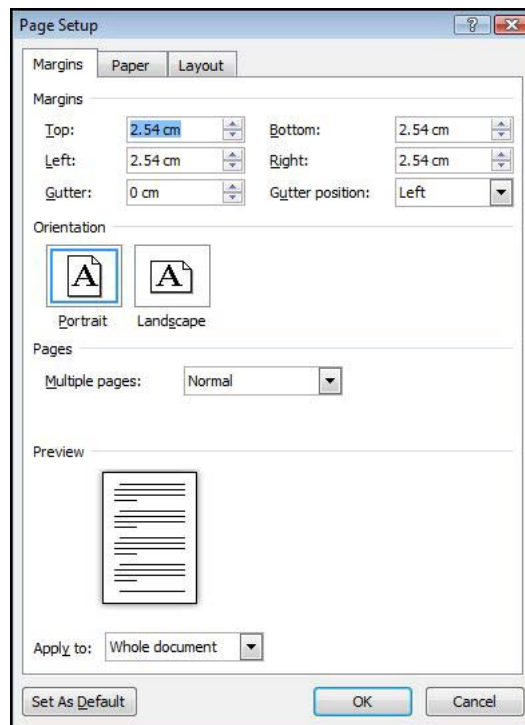 Page Setup
Margins Paper Layout
Margins
Top: 2.54 cm Bottom: 2.54 cm
Left: 2.54 cm Right: 2.54 cm
Gutter: 0 cm Gutter position: Left
Orientation
A A
Portrait Landscape
Pages
Multiple pages: Normal
Preview
Apply to: Whole document
Set As Default OK Cancel